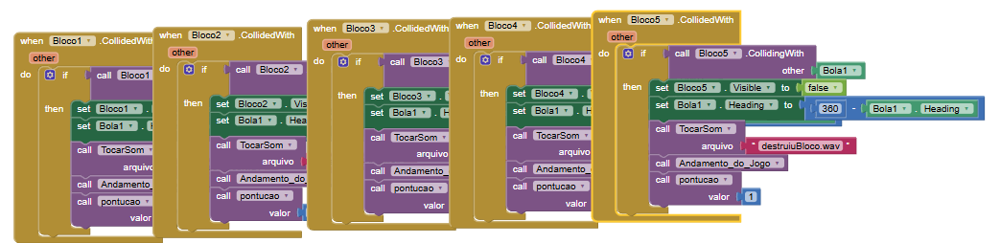 when Bloco1 .CollidedWith
other
do if call Bloco1
then set Bloco1 .
set Bola1 .
call TocarSom
arquivo
call Andamento_
call pontucao
valor
when Bloco2 .CollidedWith
other
do if call Bloco2
then set Bloco2 . Vis
set Bola1 . Hea
call TocarSom
arquivo
call Andamento_do_
call pontucao
valor
when Bloco3 .CollidedWith
other
do if call Bloco3
then set Bloco3 .
set Bola1 . H
call TocarSom
arquivo
call Andamento_
call pontucao
valor
when Bloco4 .CollidedWith
other
do if call Bloco4
then set Bloco4 .
set Bola1 . H
call TocarSom
arquivo
call Andamento_
call pontucao
valor
when Bloco5 .CollidedWith
other
do if call Bloco5 .CollidingWith
other Bola1
then set Bloco5 . Visible to false
set Bola1 . Heading to 360 - Bola1 . Heading
call TocarSom
arquivo " destruiuBloco.wav "
call Andamento_do_Jogo
call pontucao
valor 1